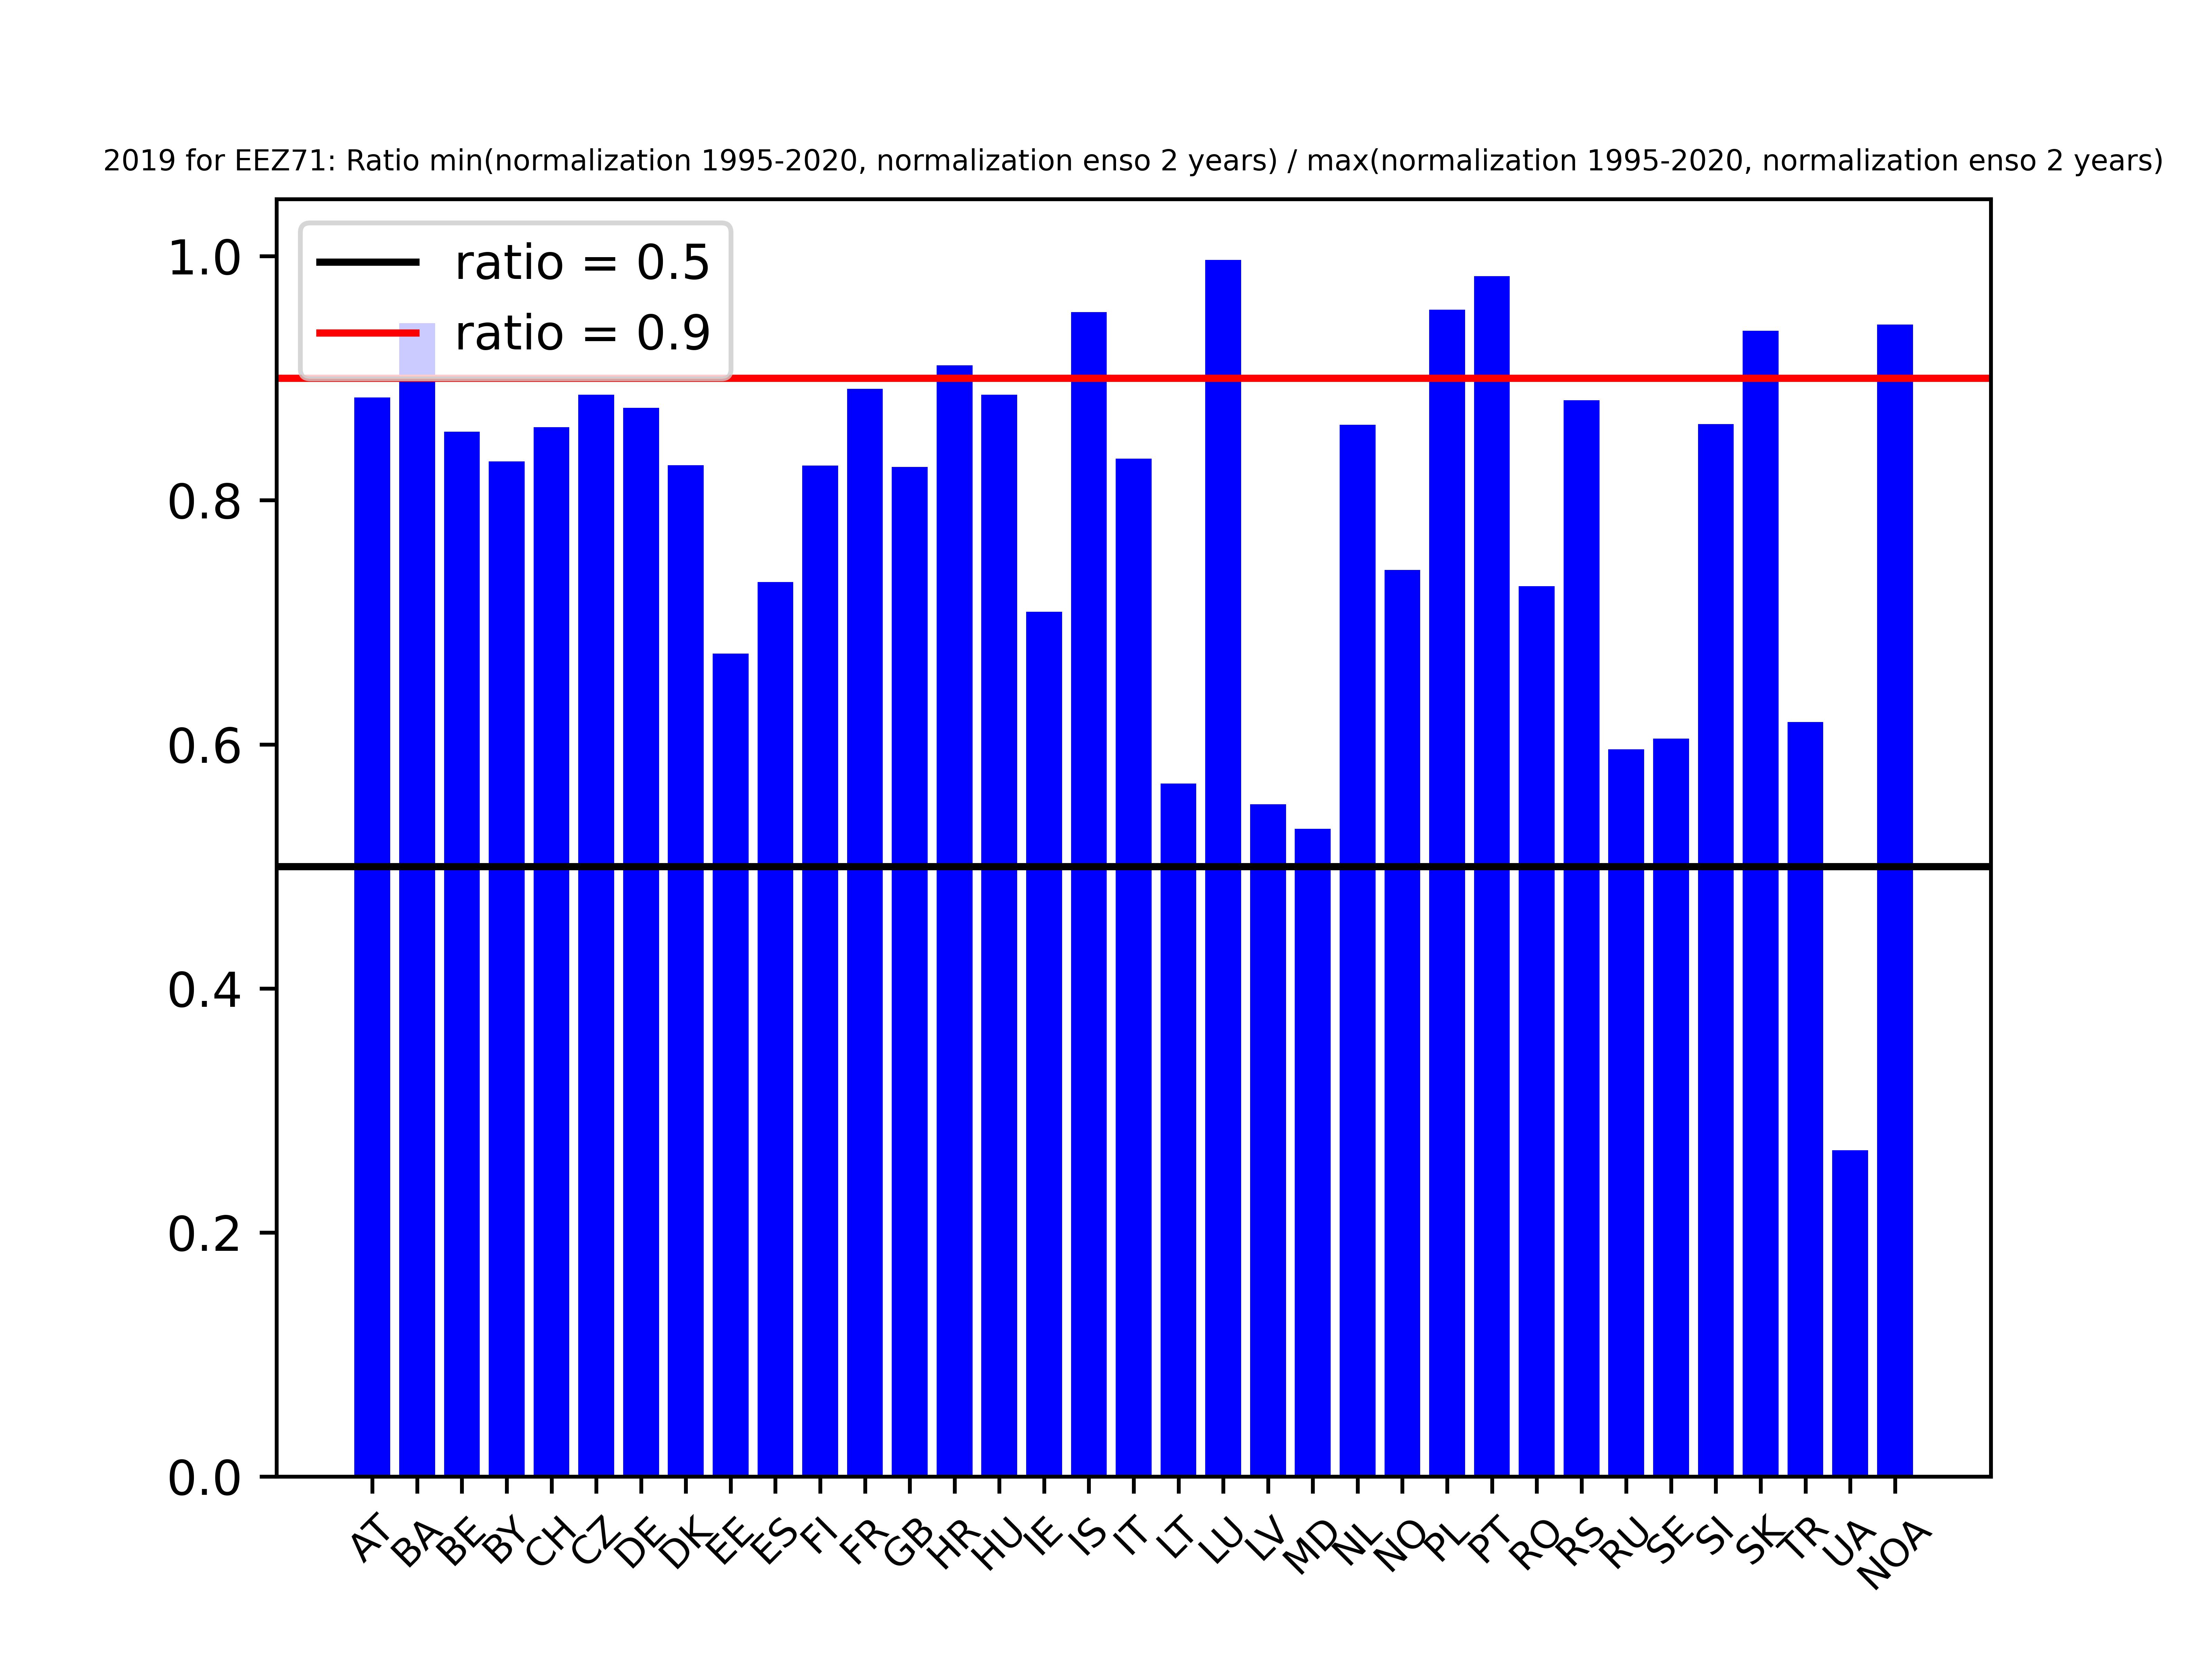 2019 for EEZ71: Ratio min(normalization 1995-2020, normalization enso 2 years) / max(normalization 1995-2020, normalization enso 2 years)
ratio = 0.5
ratio = 0.9
1.0
0.8
0.6
0.4
0.2
0.0
AT BA BE BY CH CZ DE DK EE ES FI FR GB HR HU IE IS IT LT LU LV MD NL NO PL PT RO RS RU SE SI SK TR UA NOA